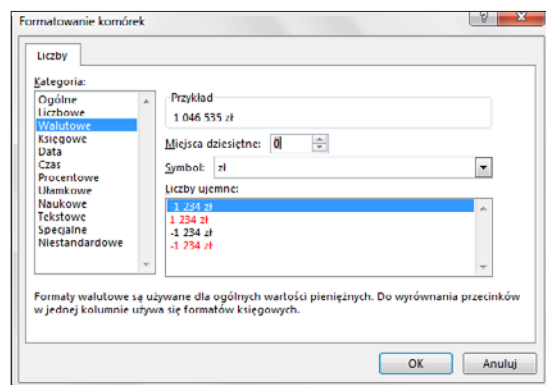 Formatowanie komórek
Liczby
Kategoria:
Ogólne
Liczbowe
Walutowe
Księgowe
Data
Czas
Procentowe
Ułamkowe
Naukowe
Tekstowe
Specjalne
Niestandardowe
Przykład
1 046 535 zł
Miejsca dziesiętne: 0
Symbol: zł
Liczby ujemne:
-1 234 zł
1 234 zł
-1 234 zł
-1 234 zł
Formaty walutowe są używane dla ogólnych wartości pieniężnych. Do wyrównania przecinków
w jednej kolumnie używa się formatów księgowych.
OK Anuluj